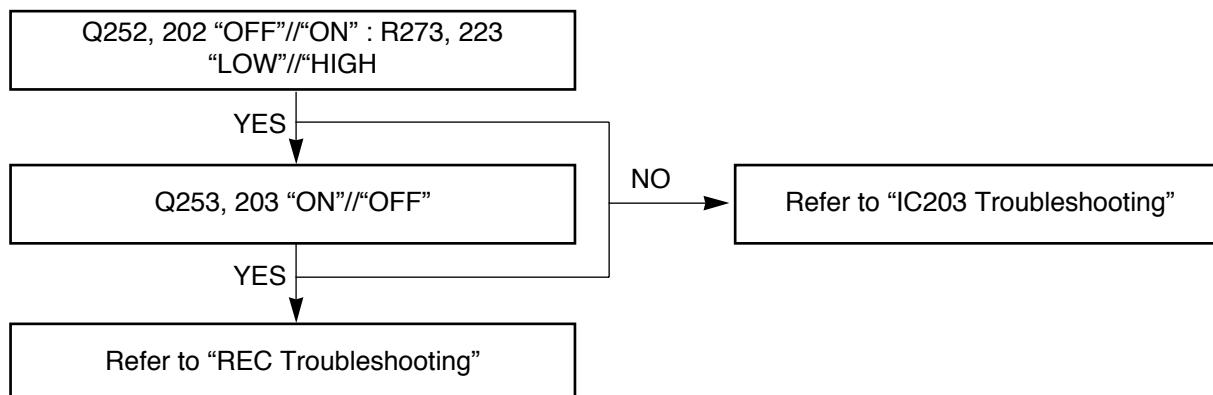 Q252, 202 “OFF”//“ON” : R273, 223
“LOW”//“HIGH
YES
Q253, 203 “ON”//“OFF”
NO
Refer to “IC203 Troubleshooting”
YES
Refer to “REC Troubleshooting”